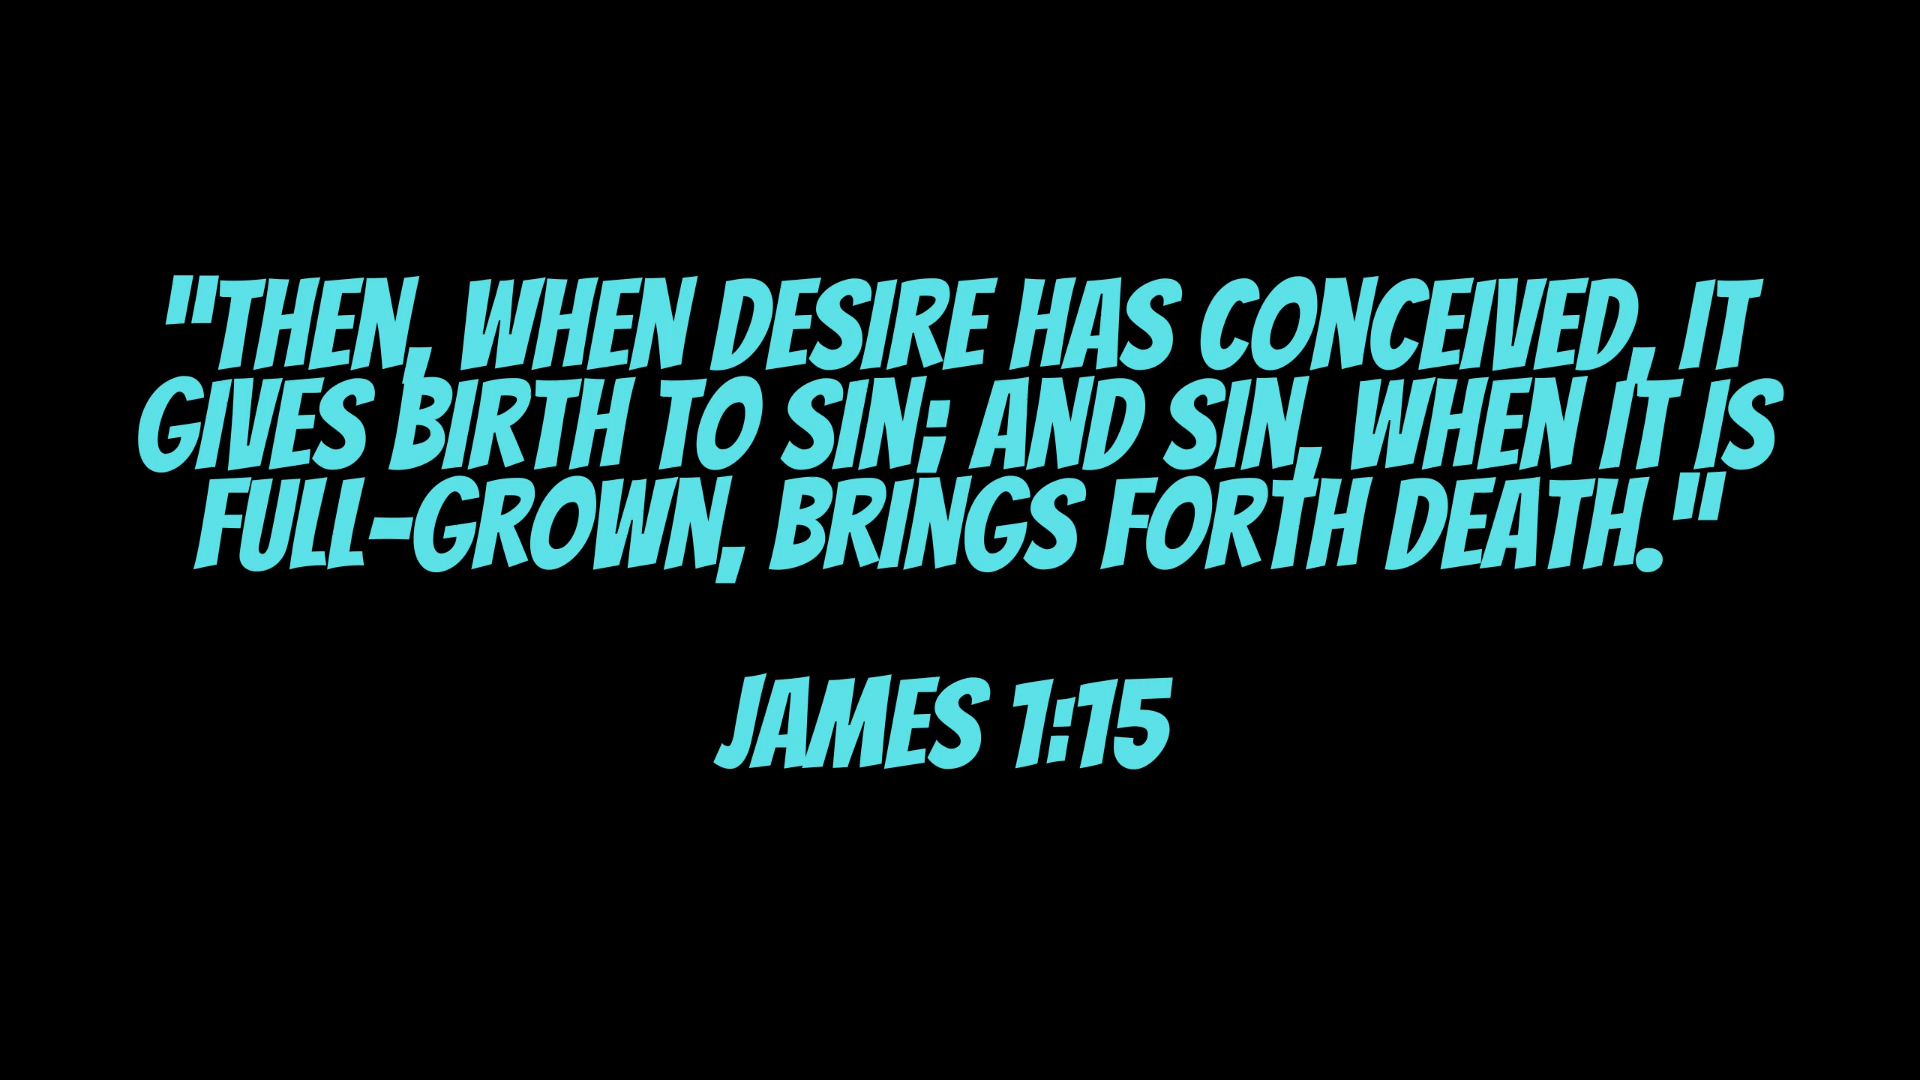 "THEN, WHEN DESIRE HAS CONCEIVED, IT
GIVES BIRTH TO SIN; AND SIN, WHEN IT IS
FULL-GROWN, BRINGS FORTH DEATH."
JAMES 1:15